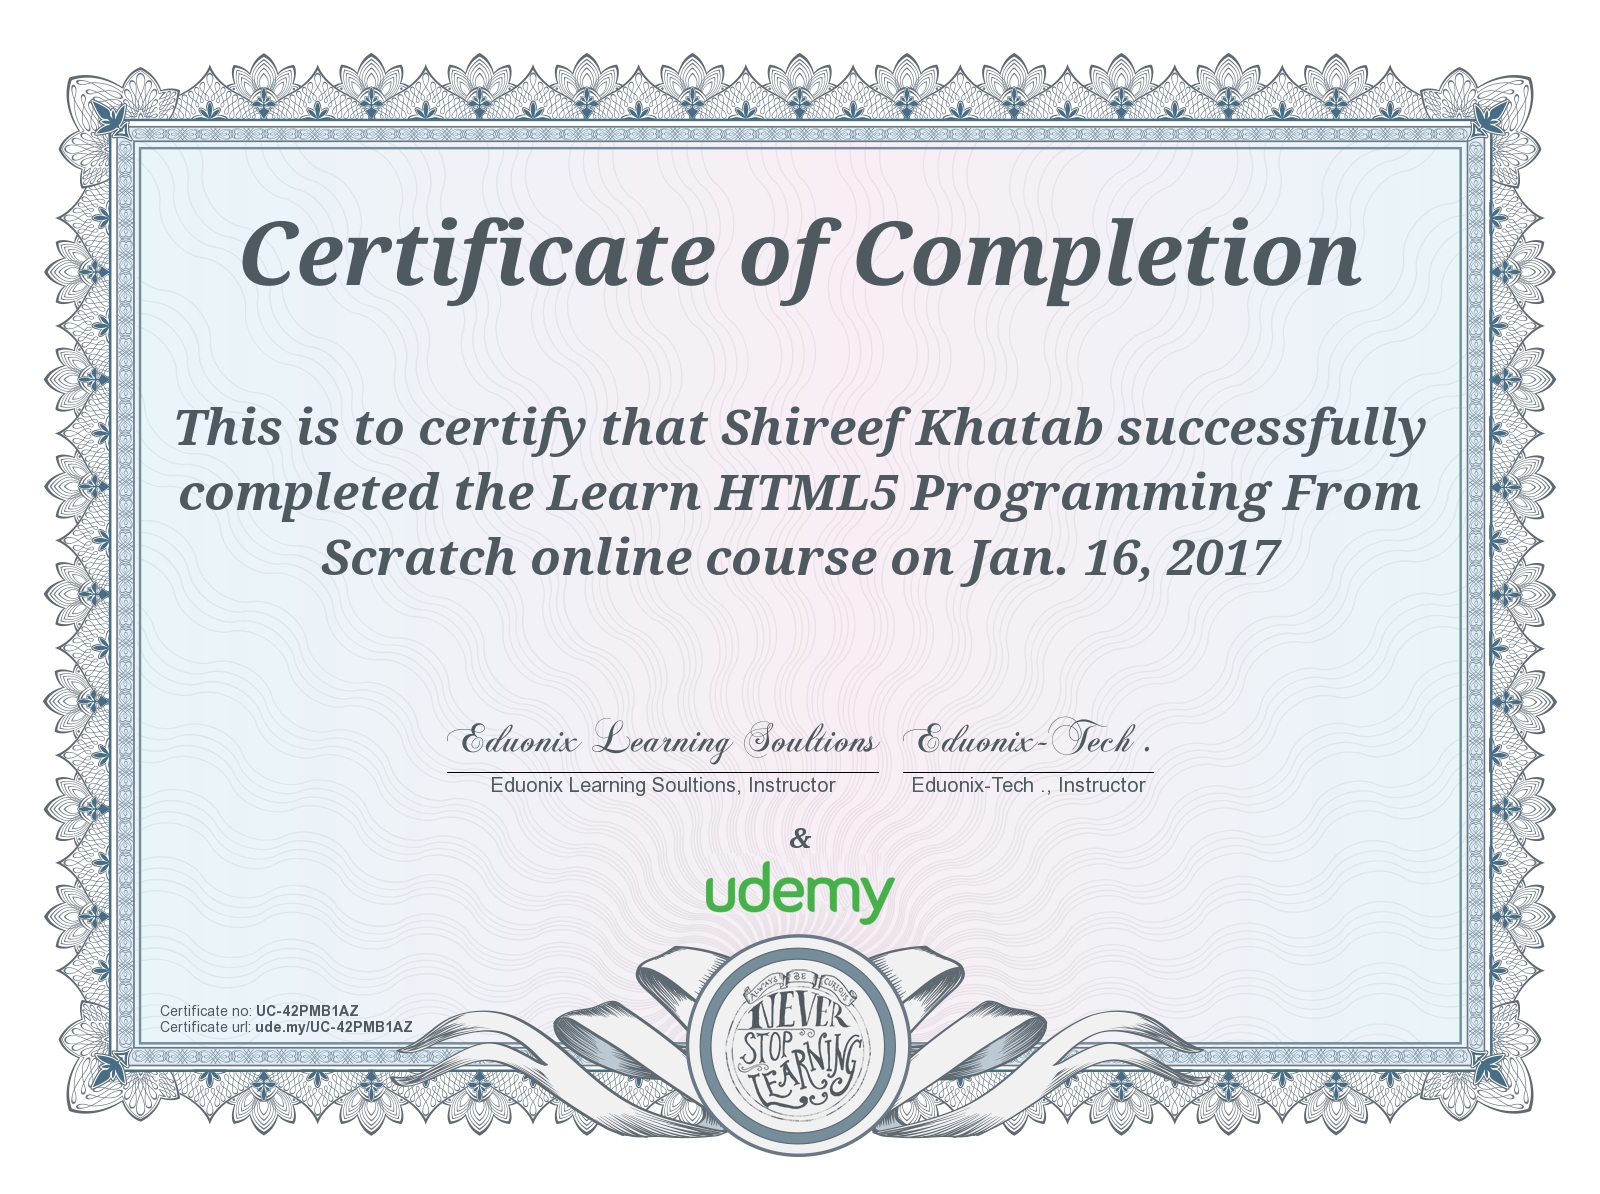 Certificate of Completion
This is to certify that Shireef Khatab successfully
completed the Learn HTML5 Programming From
Scratch online course on Jan. 16, 2017
Eduonix Learning Soultions
Eduonix-Tech .
Eduonix Learning Soultions, Instructor
Eduonix-Tech ., Instructor
&
udemy
Certificate no: UC-42PMB1AZ
Certificate url: ude.my/UC-42PMB1AZ
ALWAYS BE CURIOUS
NEVER
STOP
LEARNING